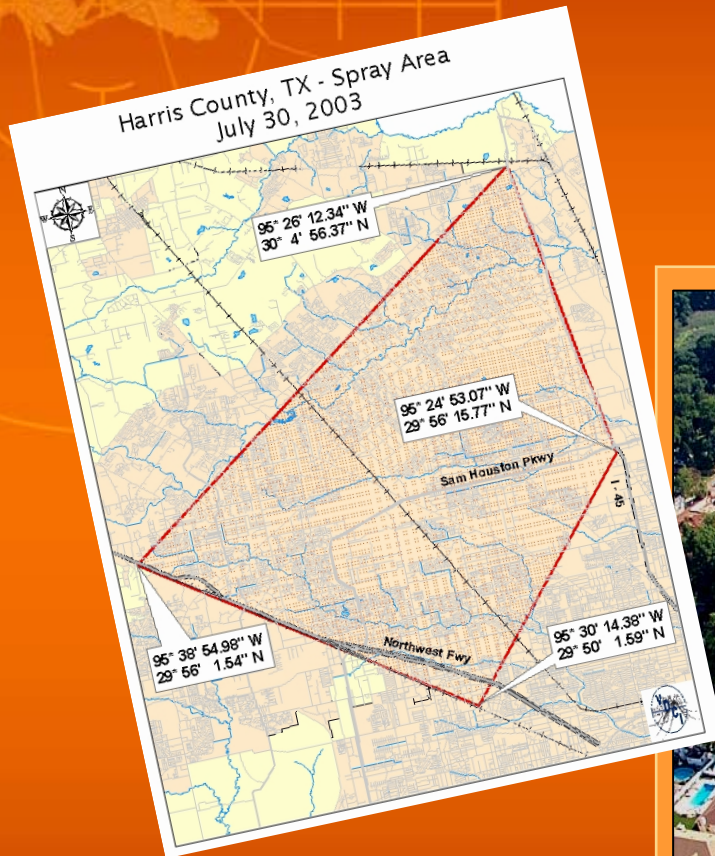 Harris County, TX - Spray Area
July 30, 2003
N
W E
S
95° 26' 12.34" W
30° 4' 56.37" N
95° 24' 53.07" W
29° 56' 15.77" N
Sam Houston Pkwy
I - 45
95° 38' 54.98" W
29° 56' 1.54" N
Northwest Fwy
95° 30' 14.38" W
29° 50' 1.59" N